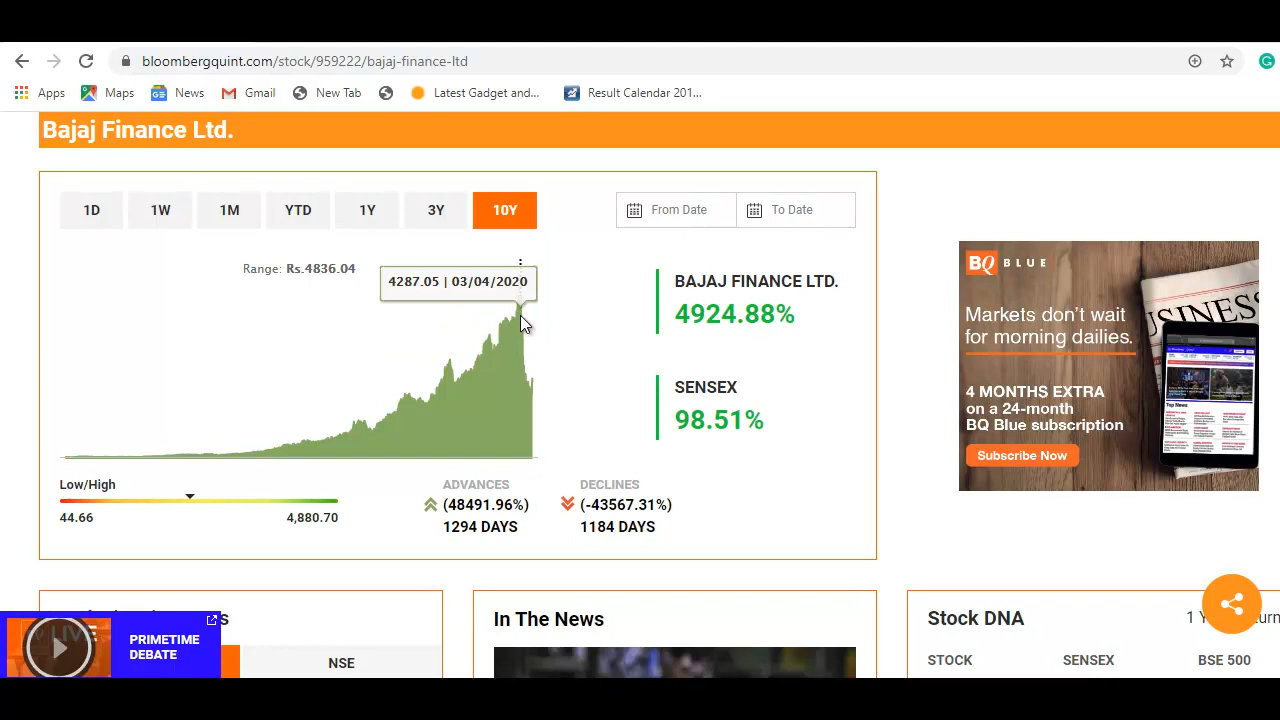 bloombergquint.com/stock/959222/bajaj-finance-ltd
Apps Maps News Gmail New Tab Latest Gadget and... Result Calendar 201...
Bajaj Finance Ltd.
1D 1W 1M YTD 1Y 3Y 10Y From Date To Date
Range: Rs.4836.04
4287.05 | 03/04/2020
BAJAJ FINANCE LTD.
4924.88%
SENSEX
98.51%
Low/High
44.66 4,880.70
ADVANCES
(48491.96%)
1294 DAYS
DECLINES
(-43567.31%)
1184 DAYS
BQ BLUE
Markets don't wait
for morning dailies.
4 MONTHS EXTRA
on a 24-month
BQ Blue subscription
Subscribe Now
BUSINESS
Top News
LIVE
PRIMETIME
DEBATE
NSE
In The News
Stock DNA
STOCK SENSEX BSE 500